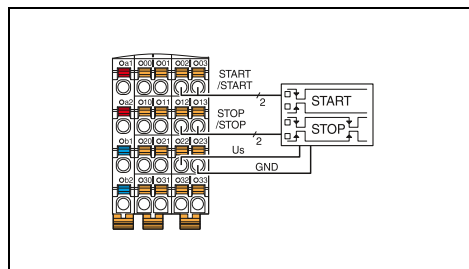 a1 00 01 02 03
START
/START
2
START
a2 10 11 12 13
STOP
/STOP
2
STOP
b1 20 21 22 23
Us
GND
b2 30 31 32 33